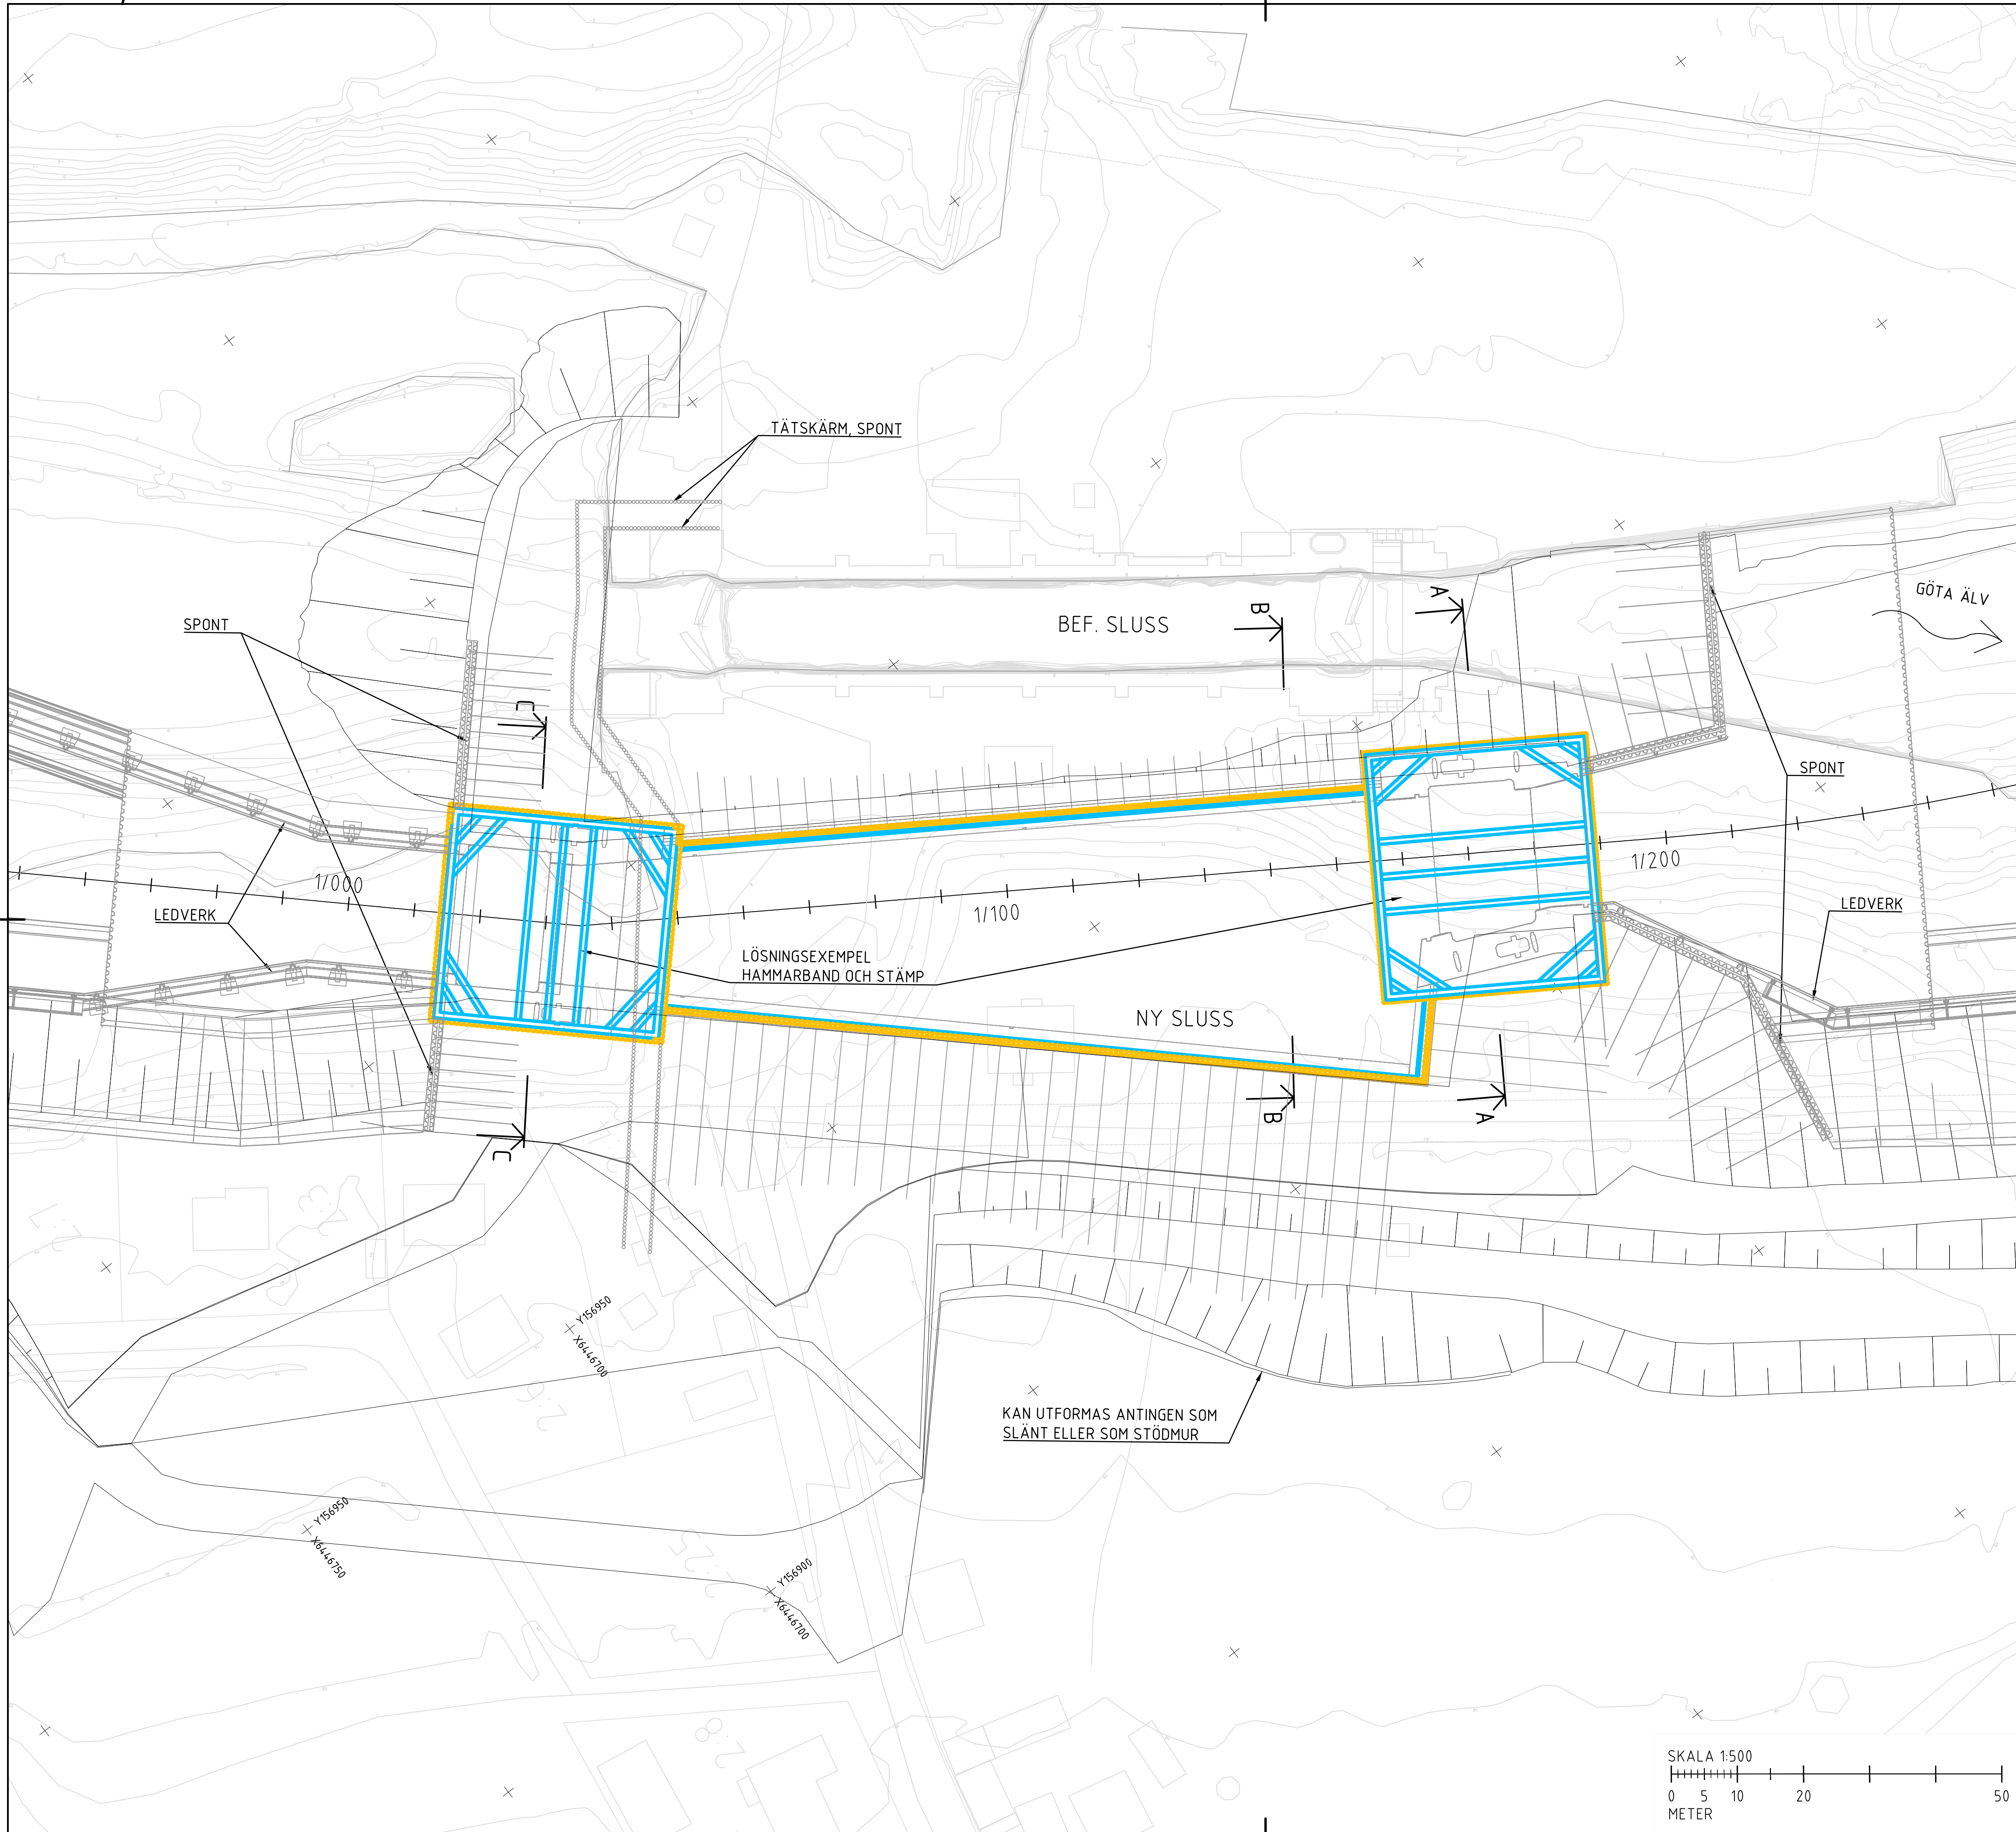 TÄTSKÄRM, SPONT
GÖTA ÄLV
A
B
BEF. SLUSS
SPONT
C
SPONT
1/000
1/200
LEDVERK
LEDVERK
1/100
LÖSNINGSEXEMPEL
HAMMARBAND OCH STÄMP
NY SLUSS
B
A
C
Y156950
X6446700
KAN UTFORMAS ANTINGEN SOM
SLÄNT ELLER SOM STÖDMUR
Y156950
X6446750
Y156900
X6446700
SKALA 1:500
0 5 10 20 50
METER